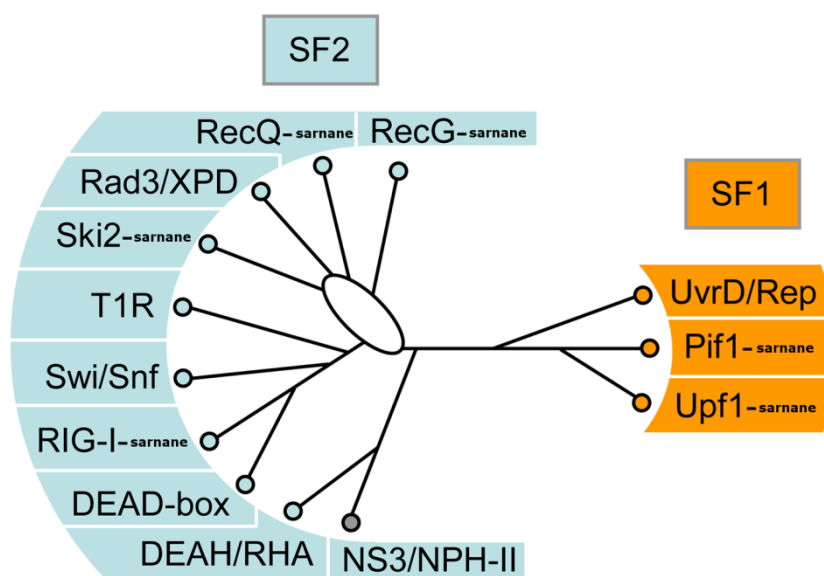 SF2
RecQ-sarnane
RecG-sarnane
Rad3/XPD
Ski2-sarnane
T1R
Swi/Snf
RIG-I-sarnane
DEAD-box
DEAH/RHA
NS3/NPH-II
SF1
UvrD/Rep
Pif1-sarnane
Upf1-sarnane